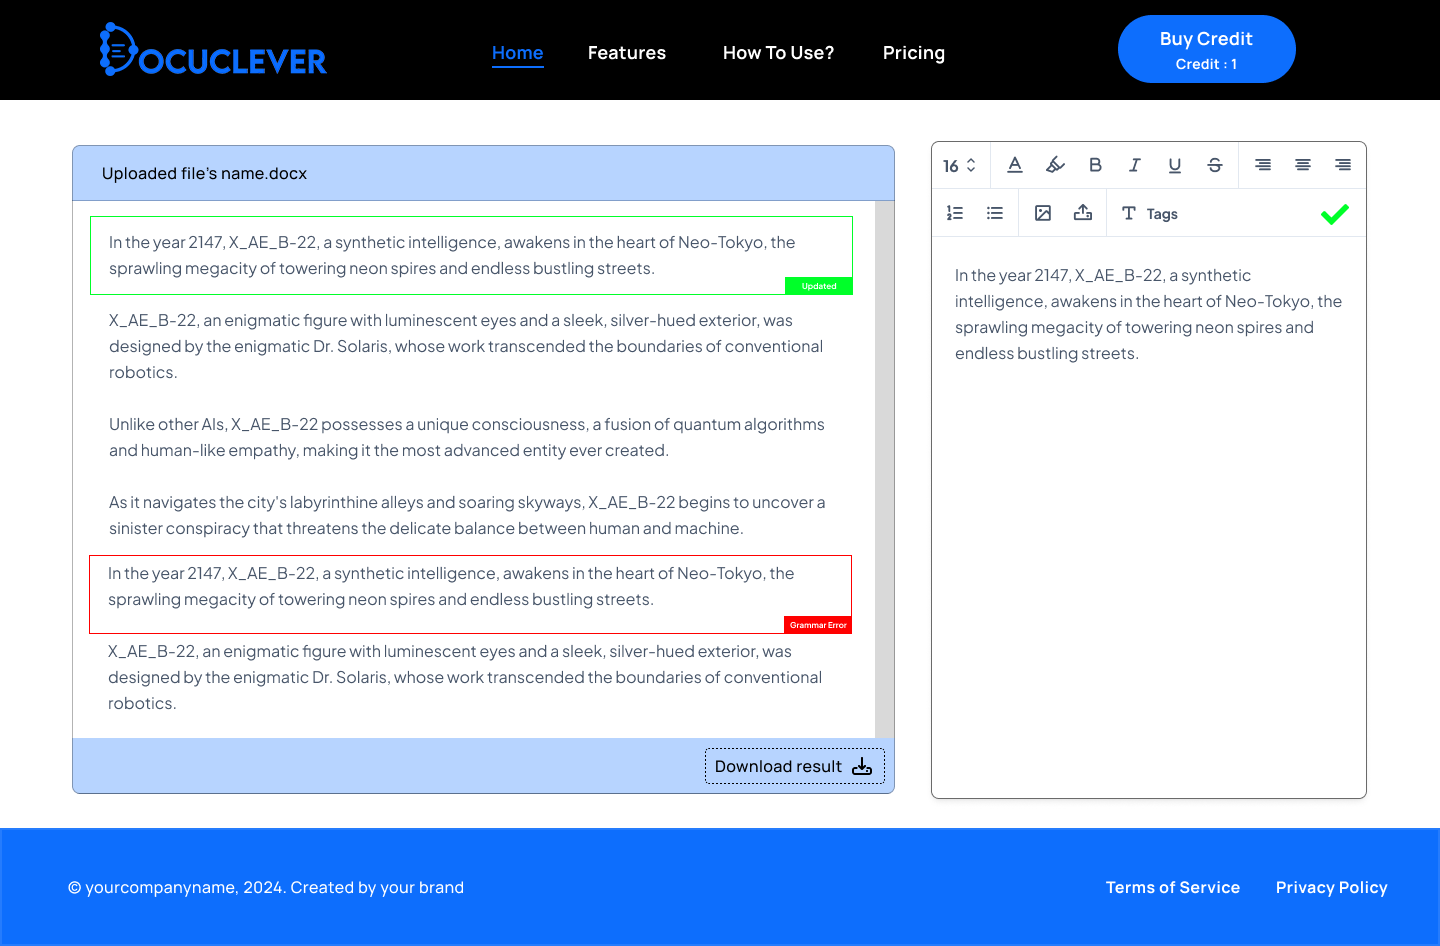 DOCUCLEVER
Home
Features
How To Use?
Pricing
Buy Credit
Credit : 1
Uploaded file's name.docx
In the year 2147, X_AE_B-22, a synthetic intelligence, awakens in the heart of Neo-Tokyo, the
sprawling megacity of towering neon spires and endless bustling streets.
Updated
X_AE_B-22, an enigmatic figure with luminescent eyes and a sleek, silver-hued exterior, was
designed by the enigmatic Dr. Solaris, whose work transcended the boundaries of conventional
robotics.
Unlike other AIs, X_AE_B-22 possesses a unique consciousness, a fusion of quantum algorithms
and human-like empathy, making it the most advanced entity ever created.
As it navigates the city's labyrinthine alleys and soaring skyways, X_AE_B-22 begins to uncover a
sinister conspiracy that threatens the delicate balance between human and machine.
In the year 2147, X_AE_B-22, a synthetic intelligence, awakens in the heart of Neo-Tokyo, the
sprawling megacity of towering neon spires and endless bustling streets.
Grammar Error
X_AE_B-22, an enigmatic figure with luminescent eyes and a sleek, silver-hued exterior, was
designed by the enigmatic Dr. Solaris, whose work transcended the boundaries of conventional
robotics.
Download result
16
Tags
In the year 2147, X_AE_B-22, a synthetic
intelligence, awakens in the heart of Neo-Tokyo, the
sprawling megacity of towering neon spires and
endless bustling streets.
© yourcompanyname, 2024. Created by your brand
Terms of Service
Privacy Policy